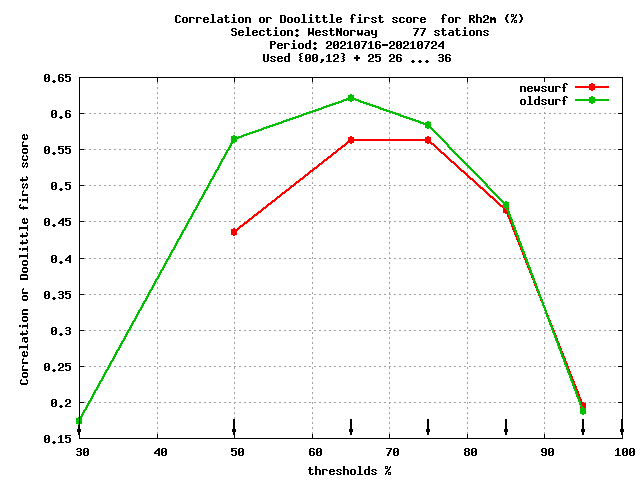 Correlation or Doolittle first score  for Rh2m (%)
Selection: WestNorway     77 stations
Period: 20210716-20210724
Used {00,12} + 25 26 ... 36
newsurf
oldsurf
0.65
0.6
0.55
0.5
0.45
0.4
0.35
0.3
0.25
0.2
0.15
Correlation or Doolittle first score
30 40 50 60 70 80 90 100
thresholds %